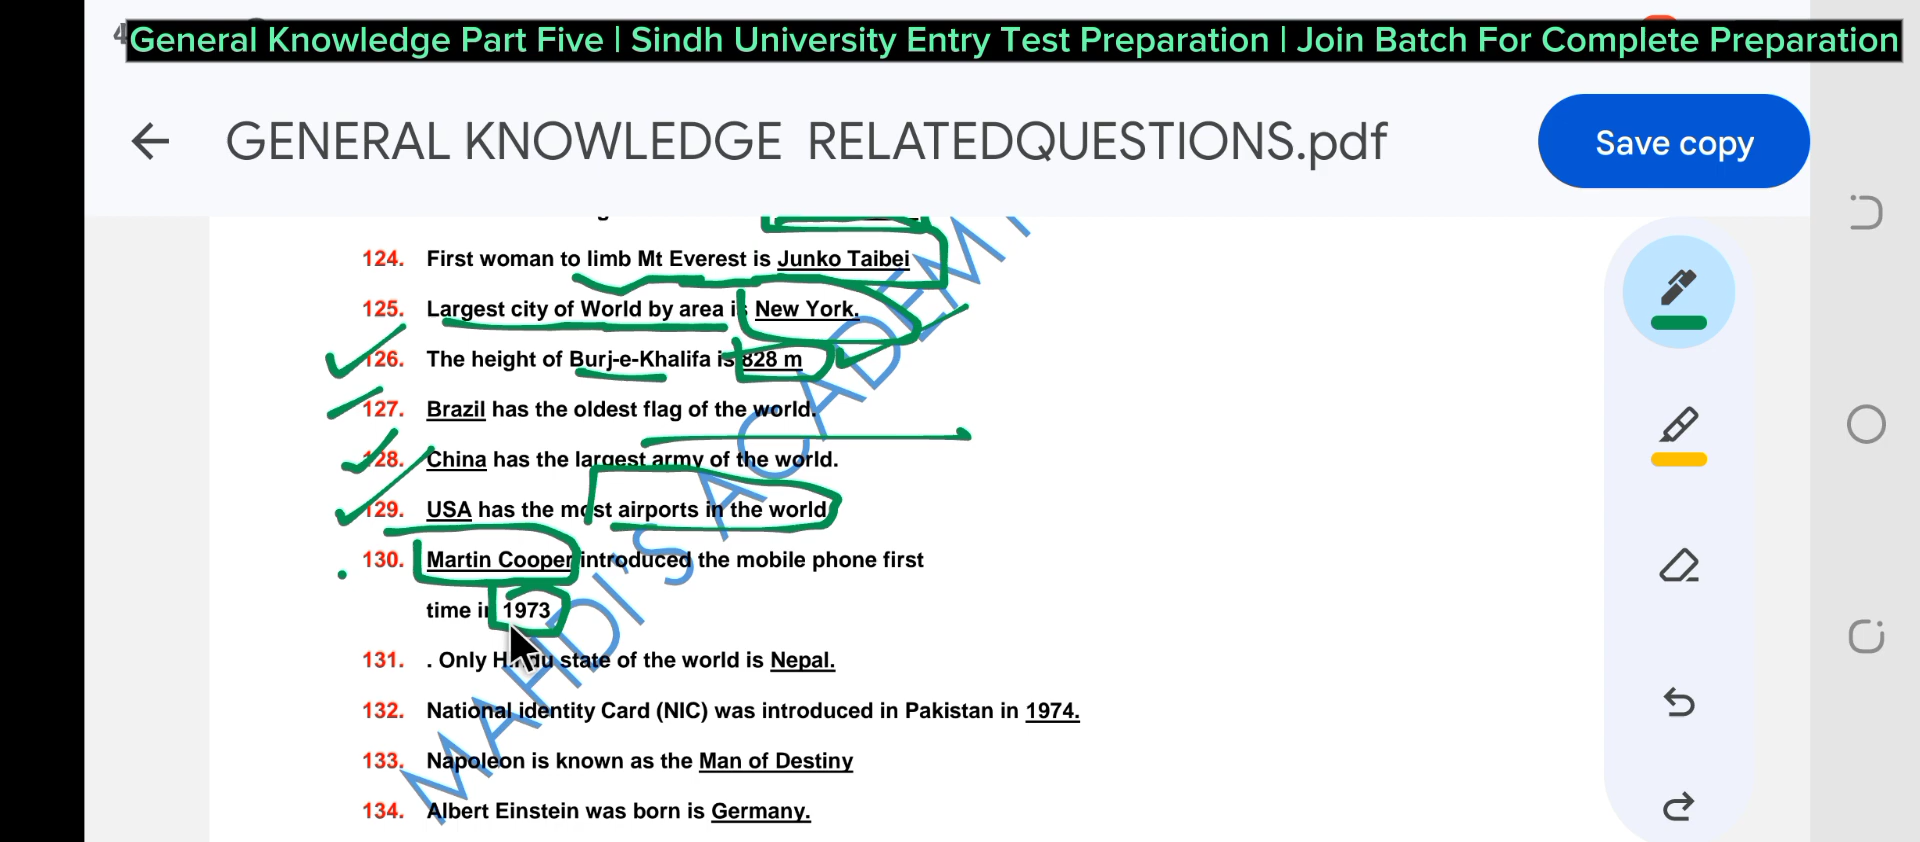 General Knowledge Part Five | Sindh University Entry Test Preparation | Join Batch For Complete Preparation
GENERAL KNOWLEDGE RELATEDQUESTIONS.pdf
Save copy
124. First woman to limb Mt Everest is Junko Taibei
125. Largest city of World by area is New York.
126. The height of Burj-e-Khalifa is 828 m
127. Brazil has the oldest flag of the world.
128. China has the largest army of the world.
129. USA has the most airports in the world
130. Martin Cooper introduced the mobile phone first
time in 1973
131. . Only Hindu state of the world is Nepal.
132. National identity Card (NIC) was introduced in Pakistan in 1974.
133. Napoleon is known as the Man of Destiny
134. Albert Einstein was born is Germany.
MAHDI'S ACADEMY